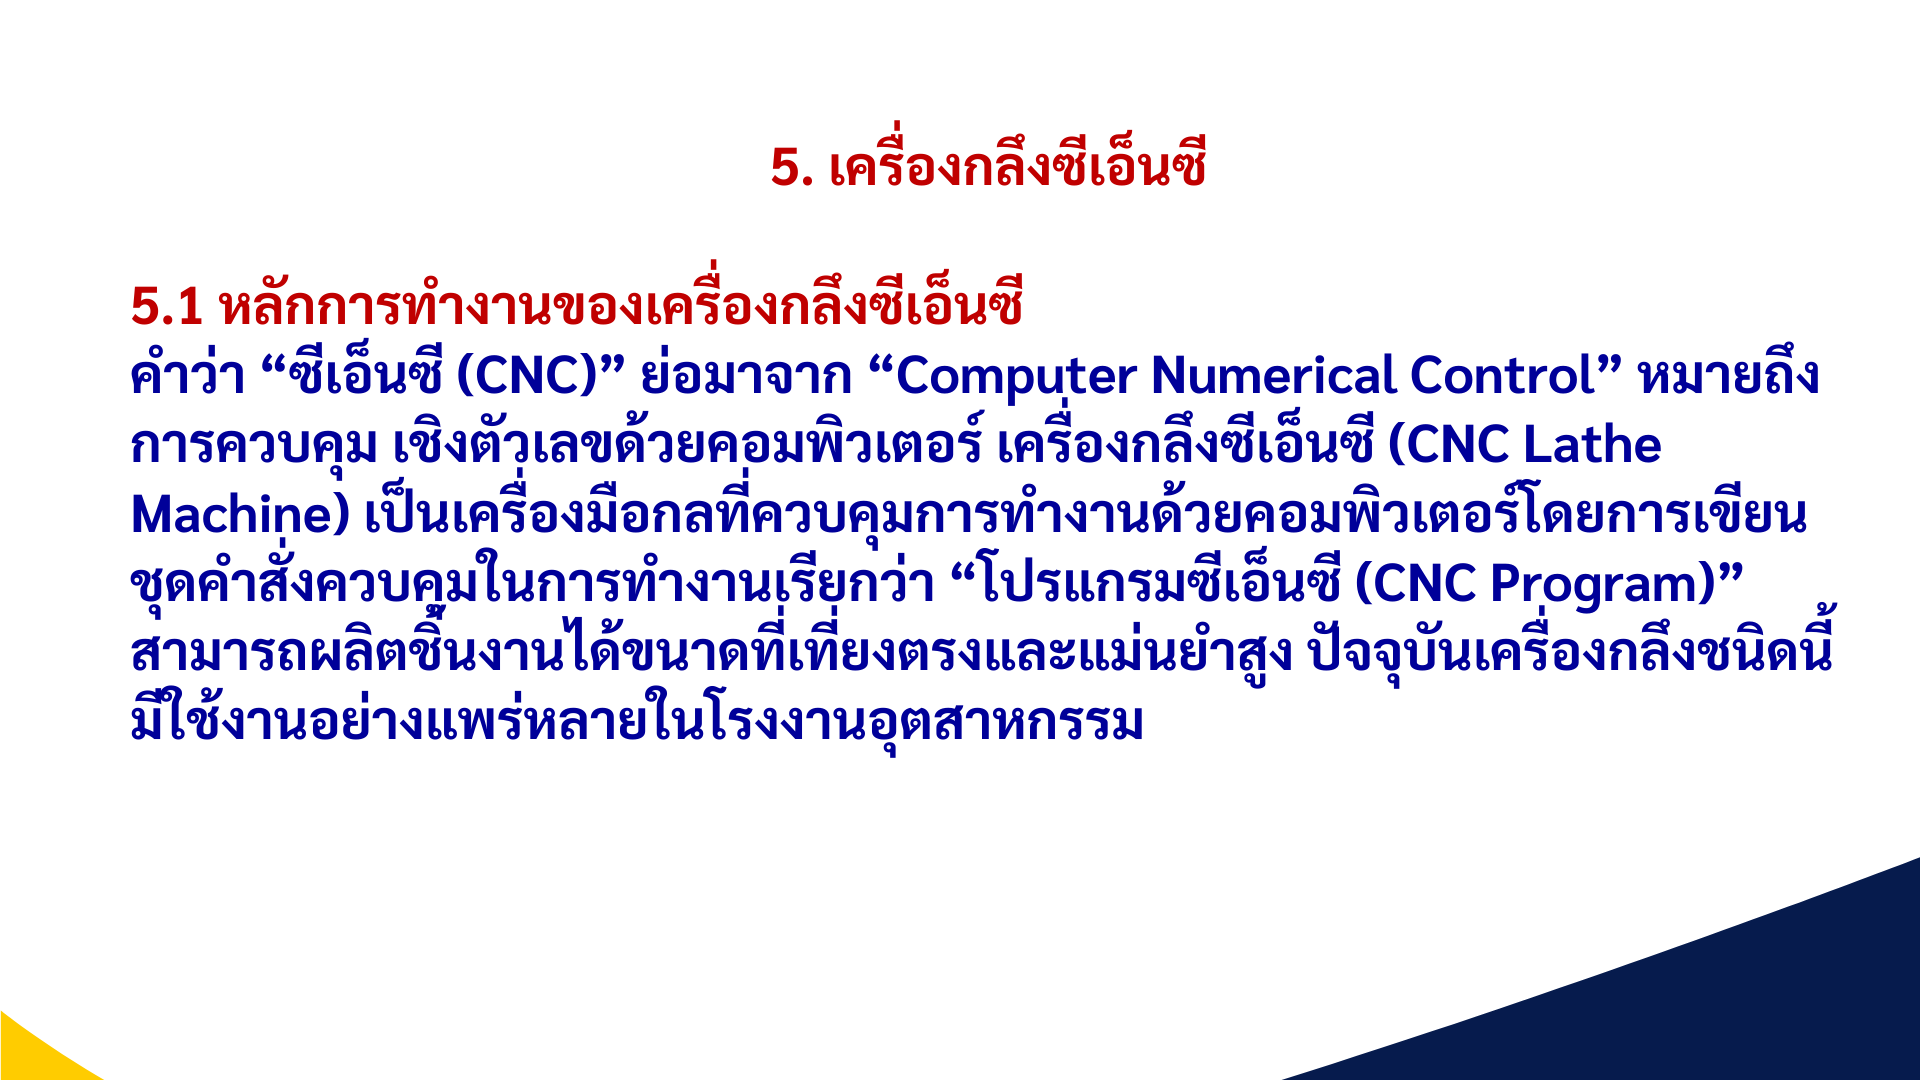 5. เครื่องกลึงซีเอ็นซี
5.1 หลักการทำงานของเครื่องกลึงซีเอ็นซี
คำว่า “ซีเอ็นซี (CNC)” ย่อมาจาก “Computer Numerical Control” หมายถึง
การควบคุม เชิงตัวเลขด้วยคอมพิวเตอร์ เครื่องกลึงซีเอ็นซี (CNC Lathe
Machine) เป็นเครื่องมือกลที่ควบคุมการทำงานด้วยคอมพิวเตอร์โดยการเขียน
ชุดคำสั่งควบคุมในการทำงานเรียกว่า “โปรแกรมซีเอ็นซี (CNC Program)”
สามารถผลิตชิ้นงานได้ขนาดที่เที่ยงตรงและแม่นยำสูง ปัจจุบันเครื่องกลึงชนิดนี้
มีใช้งานอย่างแพร่หลายในโรงงานอุตสาหกรรม